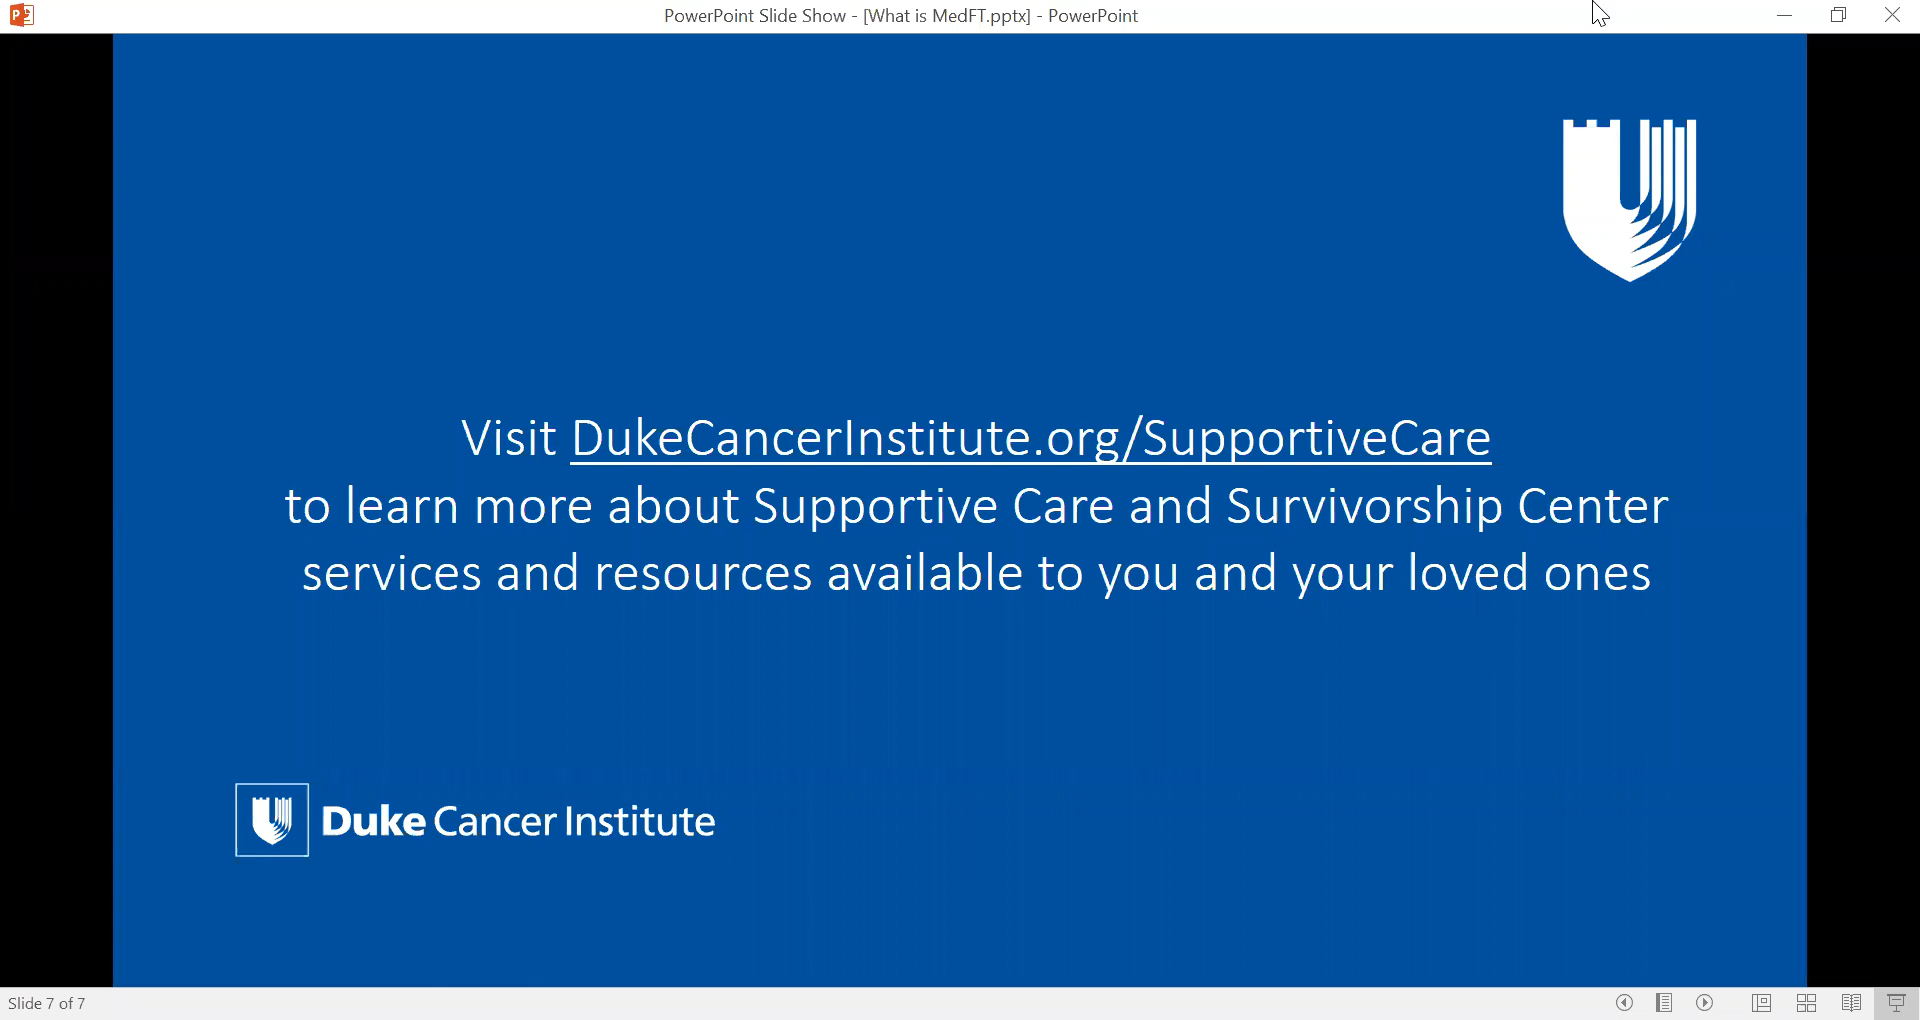 PowerPoint Slide Show - [What is MedFT.pptx] - PowerPoint
Visit DukeCancerInstitute.org/SupportiveCare
to learn more about Supportive Care and Survivorship Center
services and resources available to you and your loved ones
Duke Cancer Institute
Slide 7 of 7